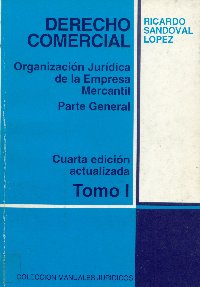 DERECHO
COMERCIAL
RICARDO
SANDOVAL
LOPEZ
Organización Jurídica
de la Empresa
Mercantil
Parte General
Cuarta edición
actualizada
Tomo I
COLECCION MANUALES JURIDICOS